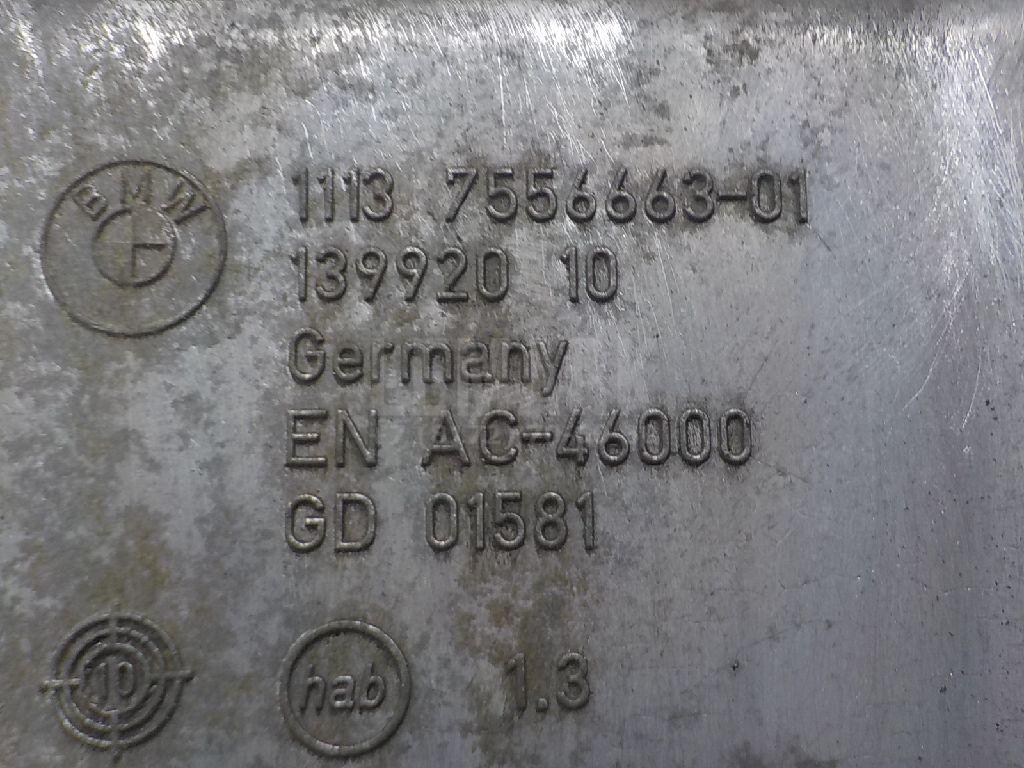 BMW
1113 7556663-01
139920 10
Germany
EN AC-46000
GD 01581
10
hab
1.3